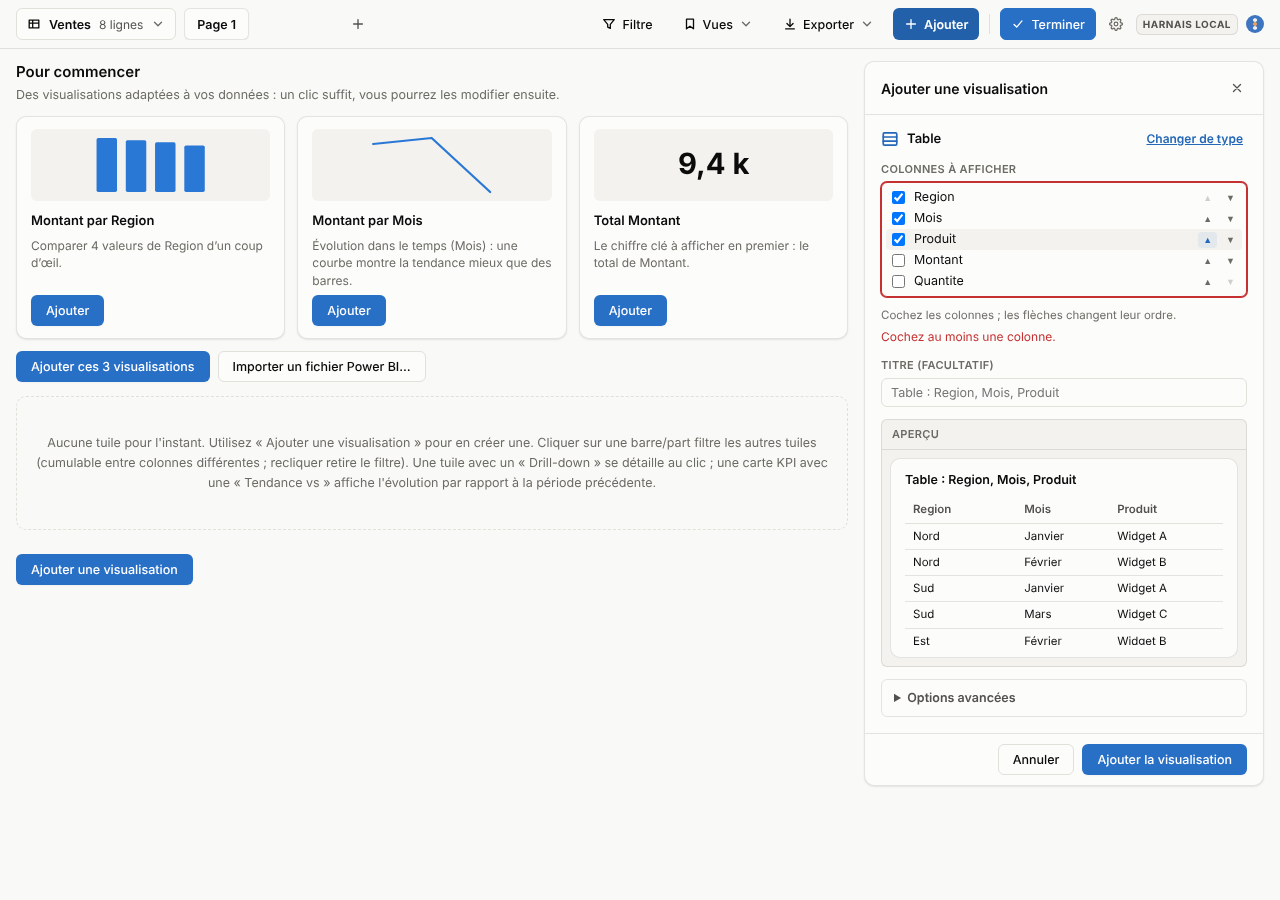 Ventes 8 lignes
Page 1
Filtre
Vues
Exporter
Ajouter
Terminer
HARNAIS LOCAL
Pour commencer
Des visualisations adaptées à vos données : un clic suffit, vous pourrez les modifier ensuite.
Montant par Region
Comparer 4 valeurs de Region d’un coup
d’œil.
Ajouter
Montant par Mois
Évolution dans le temps (Mois) : une
courbe montre la tendance mieux que des
barres.
Ajouter
9,4 k
Total Montant
Le chiffre clé à afficher en premier : le
total de Montant.
Ajouter
Ajouter ces 3 visualisations
Importer un fichier Power BI...
Aucune tuile pour l'instant. Utilisez « Ajouter une visualisation » pour en créer une. Cliquer sur une barre/part filtre les autres tuiles
(cumulable entre colonnes différentes ; recliquer retire le filtre). Une tuile avec un « Drill-down » se détaille au clic ; une carte KPI avec
une « Tendance vs » affiche l'évolution par rapport à la période précédente.
Ajouter une visualisation
Ajouter une visualisation
Table
Changer de type
COLONNES À AFFICHER
Region
Mois
Produit
Montant
Quantite
Cochez les colonnes ; les flèches changent leur ordre.
Cochez au moins une colonne.
TITRE (FACULTATIF)
Table : Region, Mois, Produit
APERÇU
Table : Region, Mois, Produit
Region Mois Produit
Nord Janvier Widget A
Nord Février Widget B
Sud Janvier Widget A
Sud Mars Widget C
Est Février Widget B
Options avancées
Annuler
Ajouter la visualisation